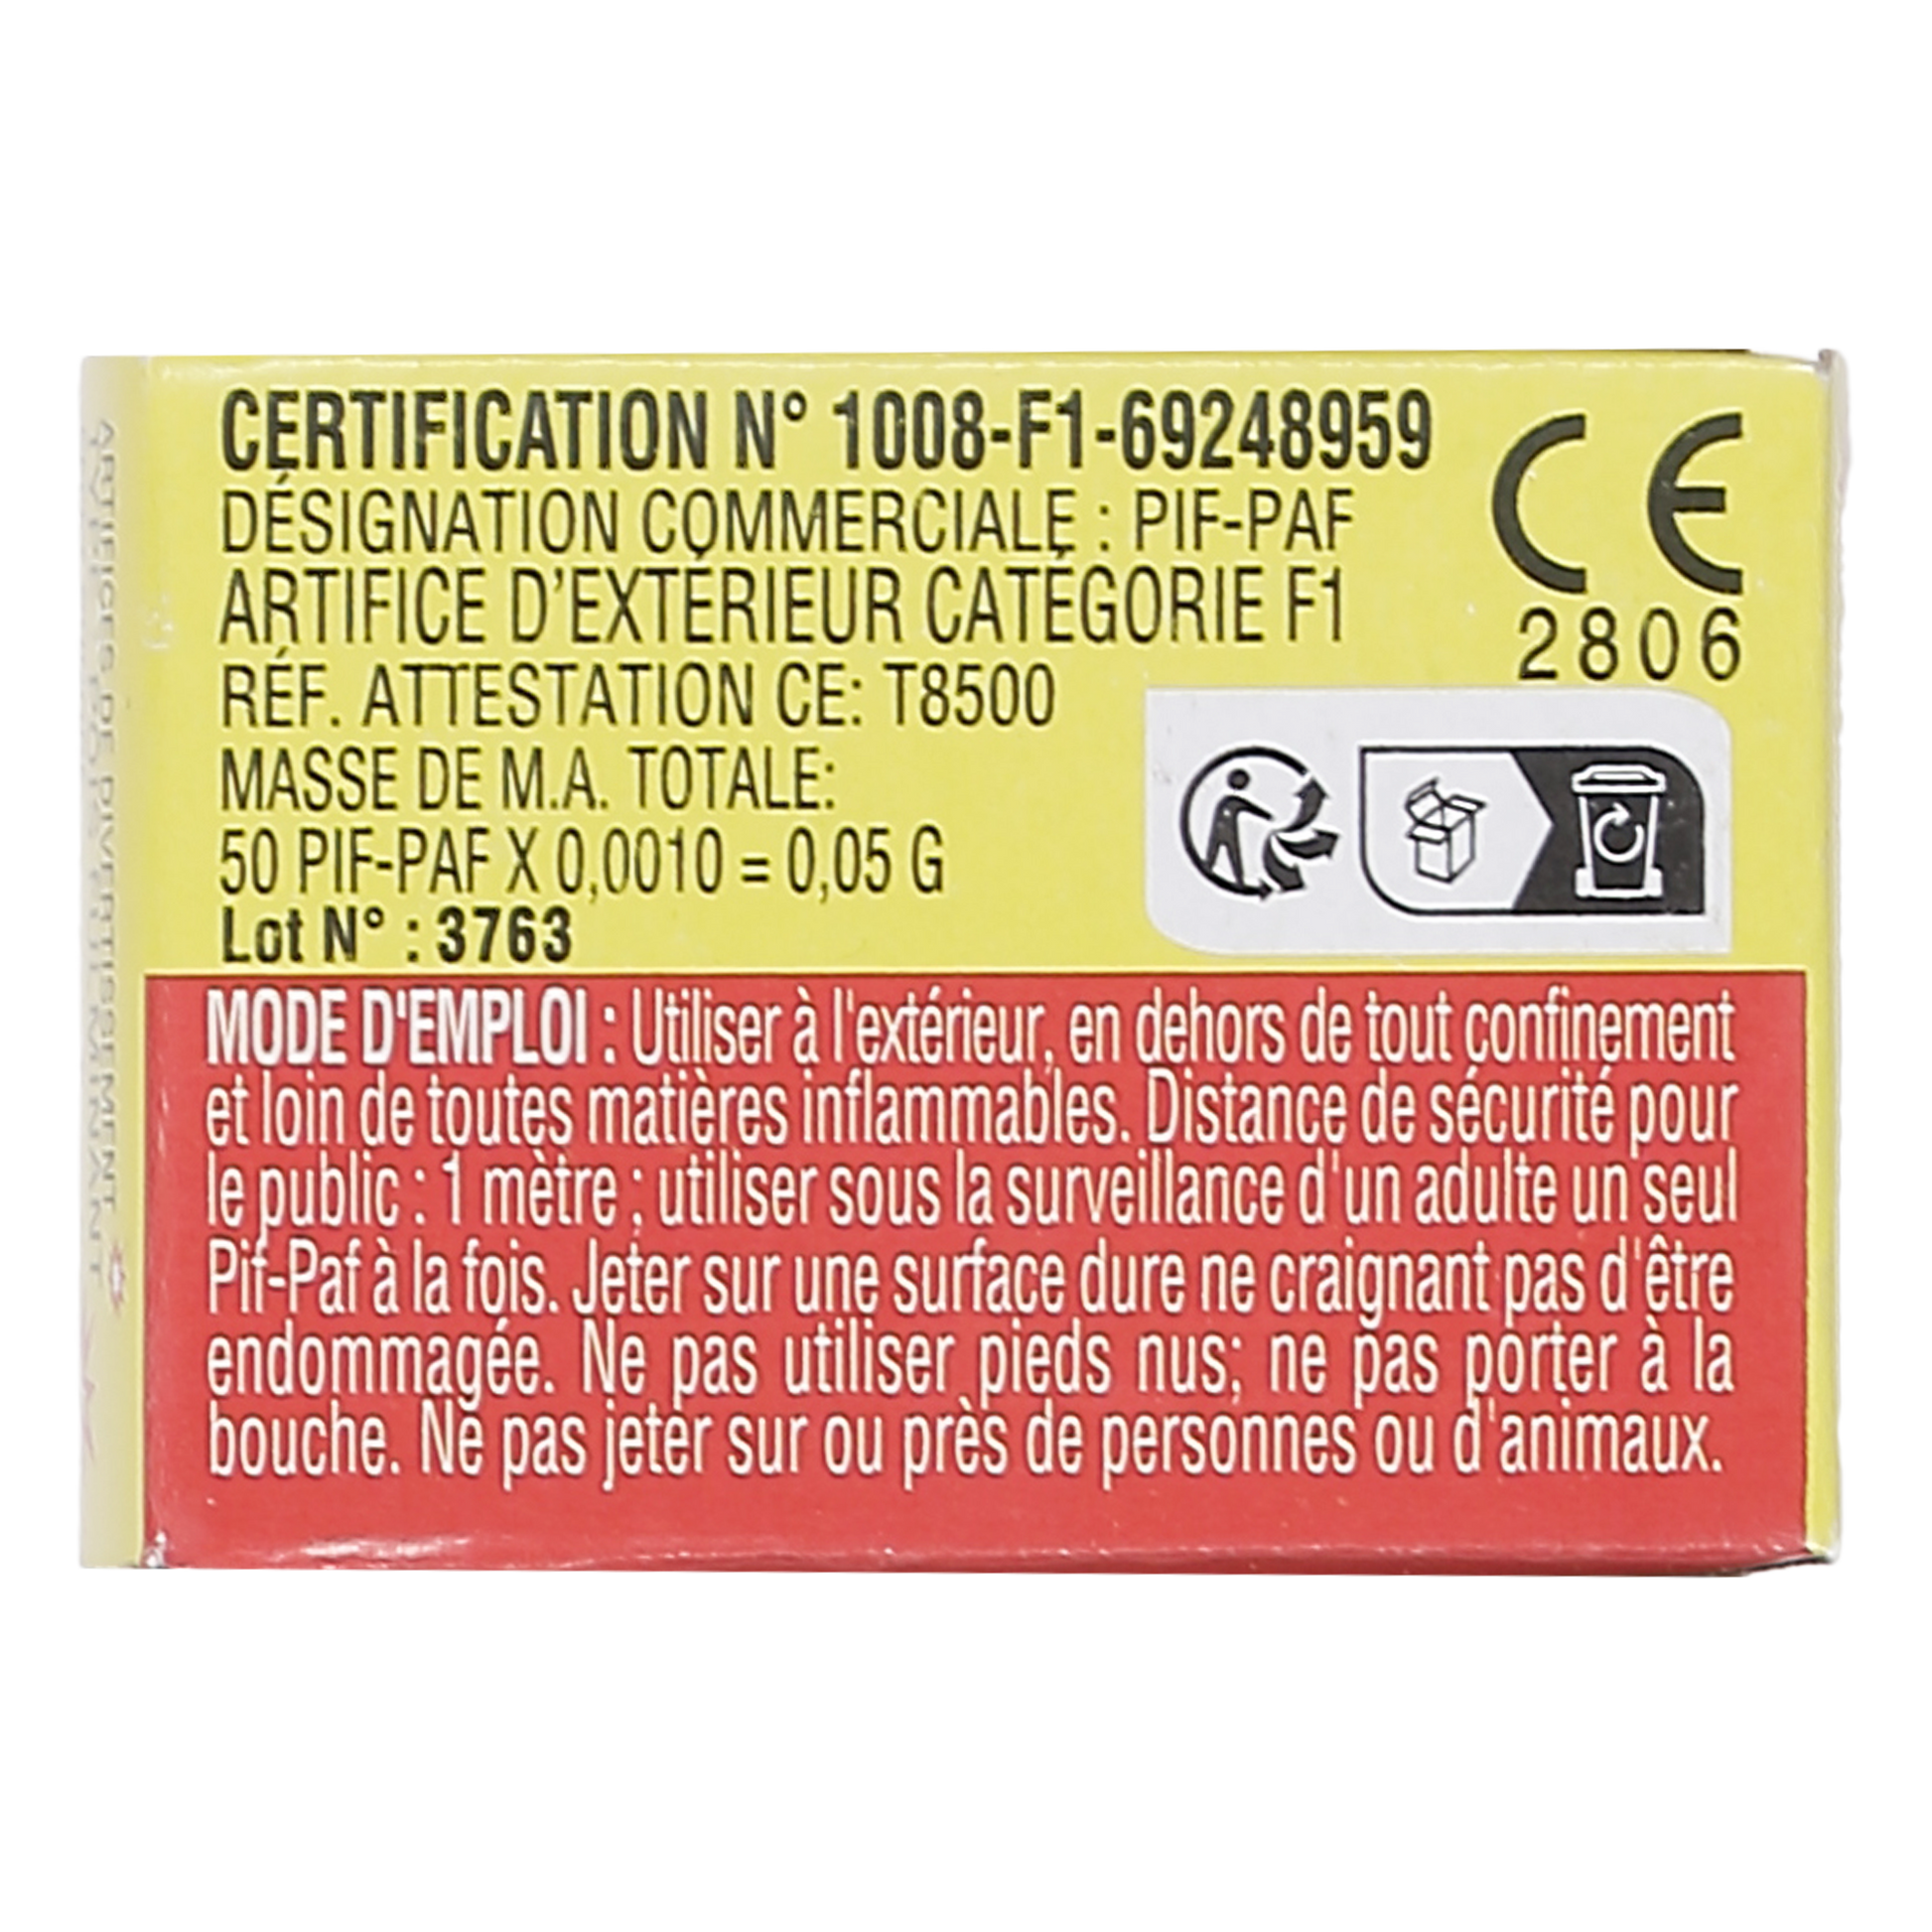 CERTIFICATION N° 1008-F1-69248959
DÉSIGNATION COMMERCIALE : PIF-PAF
ARTIFICE D'EXTÉRIEUR CATÉGORIE F1
RÉF. ATTESTATION CE: T8500
MASSE DE M.A. TOTALE:
50 PIF-PAF X 0,0010 = 0,05 G
Lot N° : 3763
CE
2806
MODE D'EMPLOI : Utiliser à l'extérieur, en dehors de tout confinement
et loin de toutes matières inflammables. Distance de sécurité pour
le public : 1 mètre ; utiliser sous la surveillance d'un adulte un seul
Pif-Paf à la fois. Jeter sur une surface dure ne craignant pas d'être
endommagée. Ne pas utiliser pieds nus; ne pas porter à la
bouche. Ne pas jeter sur ou près de personnes ou d'animaux.
ARTIFICES DE DIVERTISSEMENT